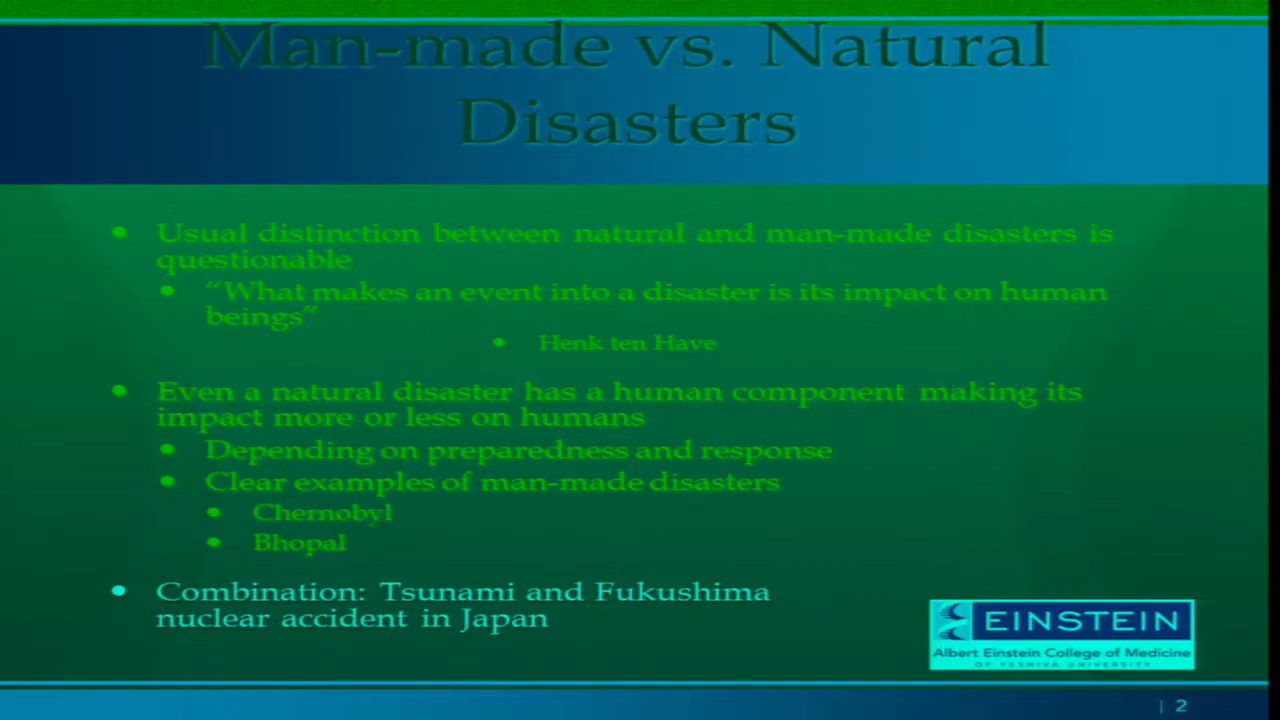 Man-made vs. Natural
Disasters
• Usual distinction between natural and man-made disasters is
questionable
• “What makes an event into a disaster is its impact on human
beings”
• Henk ten Have
• Even a natural disaster has a human component making its
impact more or less on humans
• Depending on preparedness and response
• Clear examples of man-made disasters
• Chernobyl
• Bhopal
• Combination: Tsunami and Fukushima
nuclear accident in Japan
EINSTEIN
Albert Einstein College of Medicine
OF YESHIVA UNIVERSITY
| 2